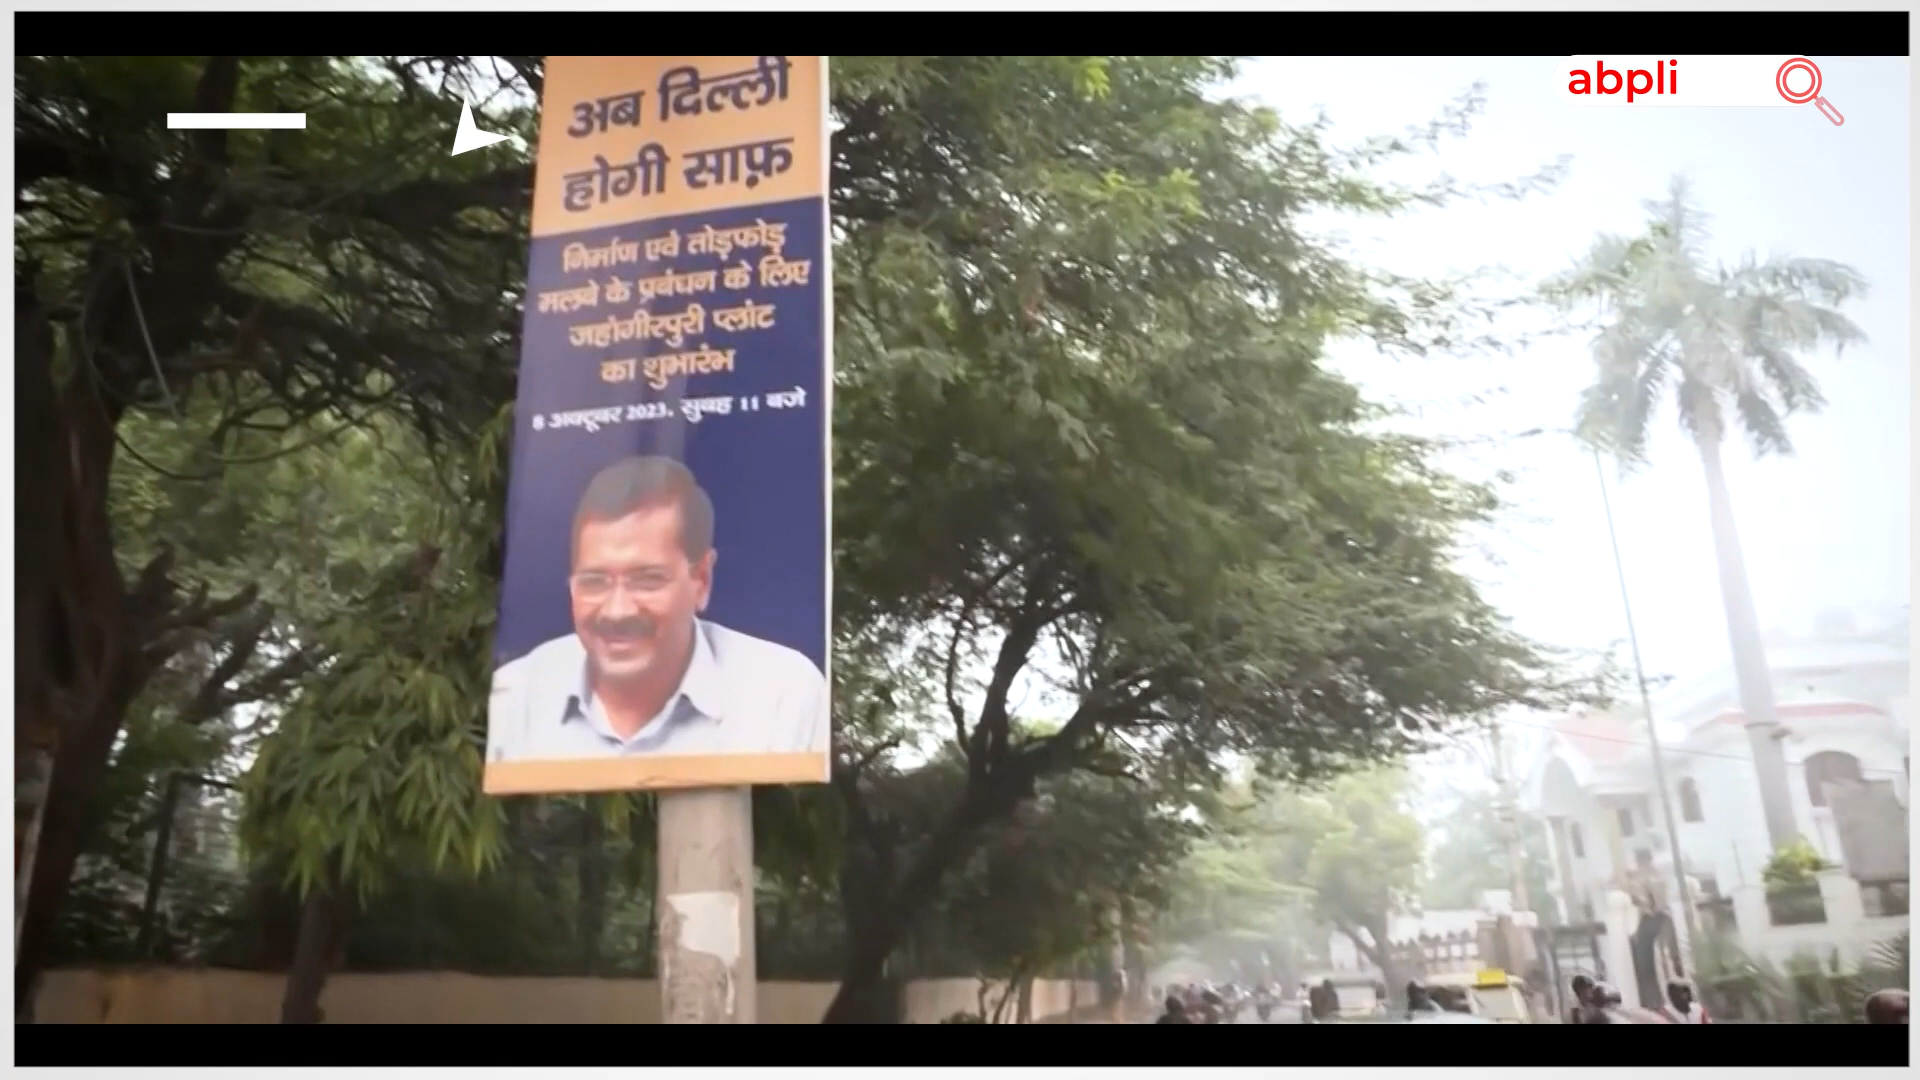 abpli
अब दिल्ली
होगी साफ़
निर्माण एवं तोड़फोड़
मलबे के प्रबंधन के लिए
जहाँगीरपुरी प्लांट
का शुभारंभ
8 अक्टूबर 2023, सुबह 11 बजे